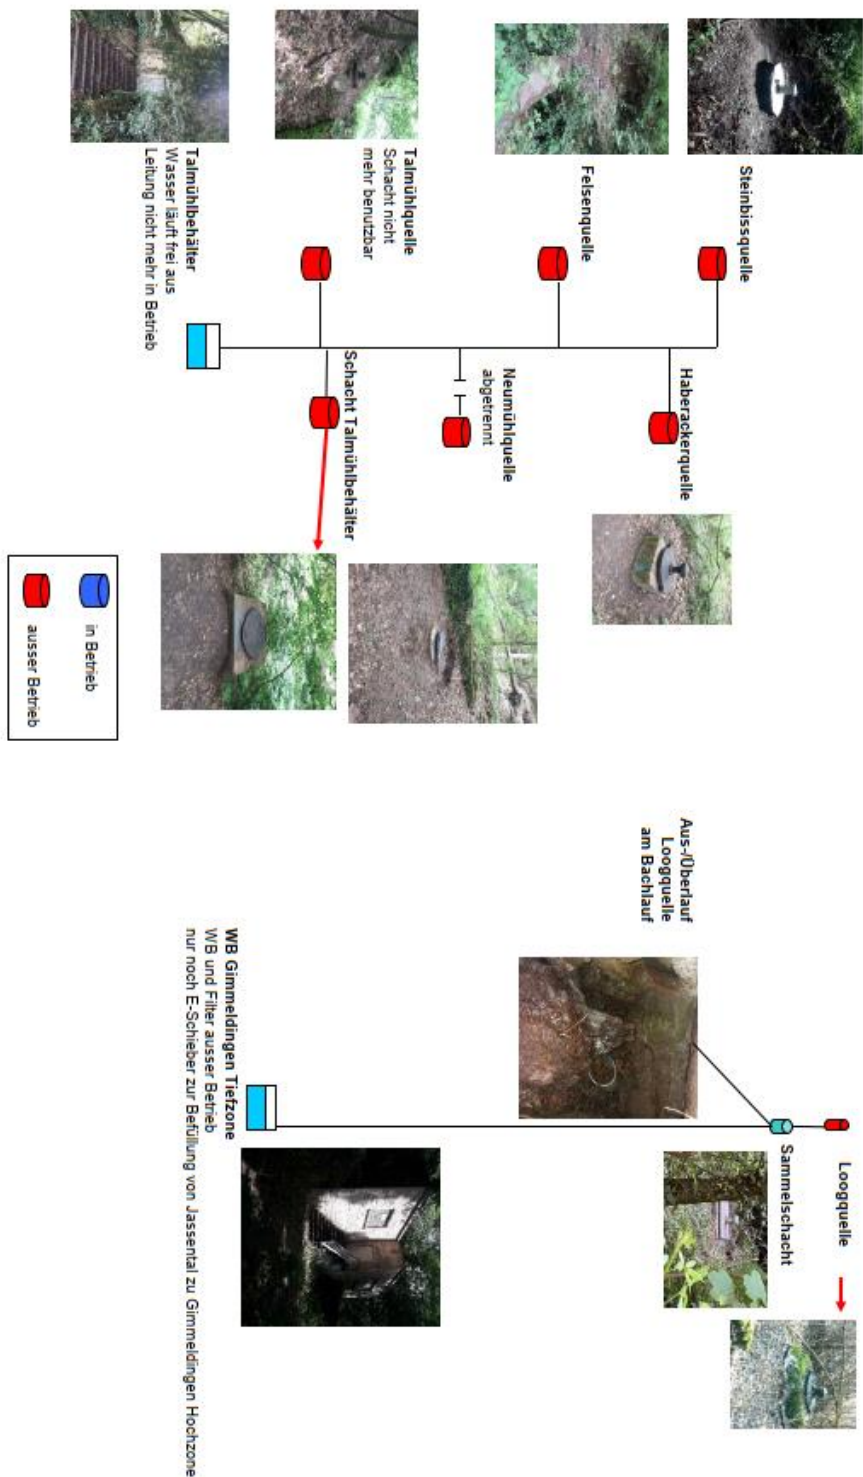 Steinbissquelle
Felsenquelle
Talmühlquelle
Schacht nicht
mehr benutzbar
Talmühlbehälter
Wasser läuft frei aus
Leitung nicht mehr in Betrieb
Haberackerquelle
Neumühlquelle
abgetrennt
Schacht Talmühlbehälter
in Betrieb
ausser Betrieb
Loogquelle
Sammelschacht
Aus-/Überlauf
Loogquelle
am Bachlauf
WB Gimmeldingen Tiefzone
WB und Filter ausser Betrieb
nur noch E-Schieber zur Befüllung von Jassental zu Gimmeldingen Hochzone